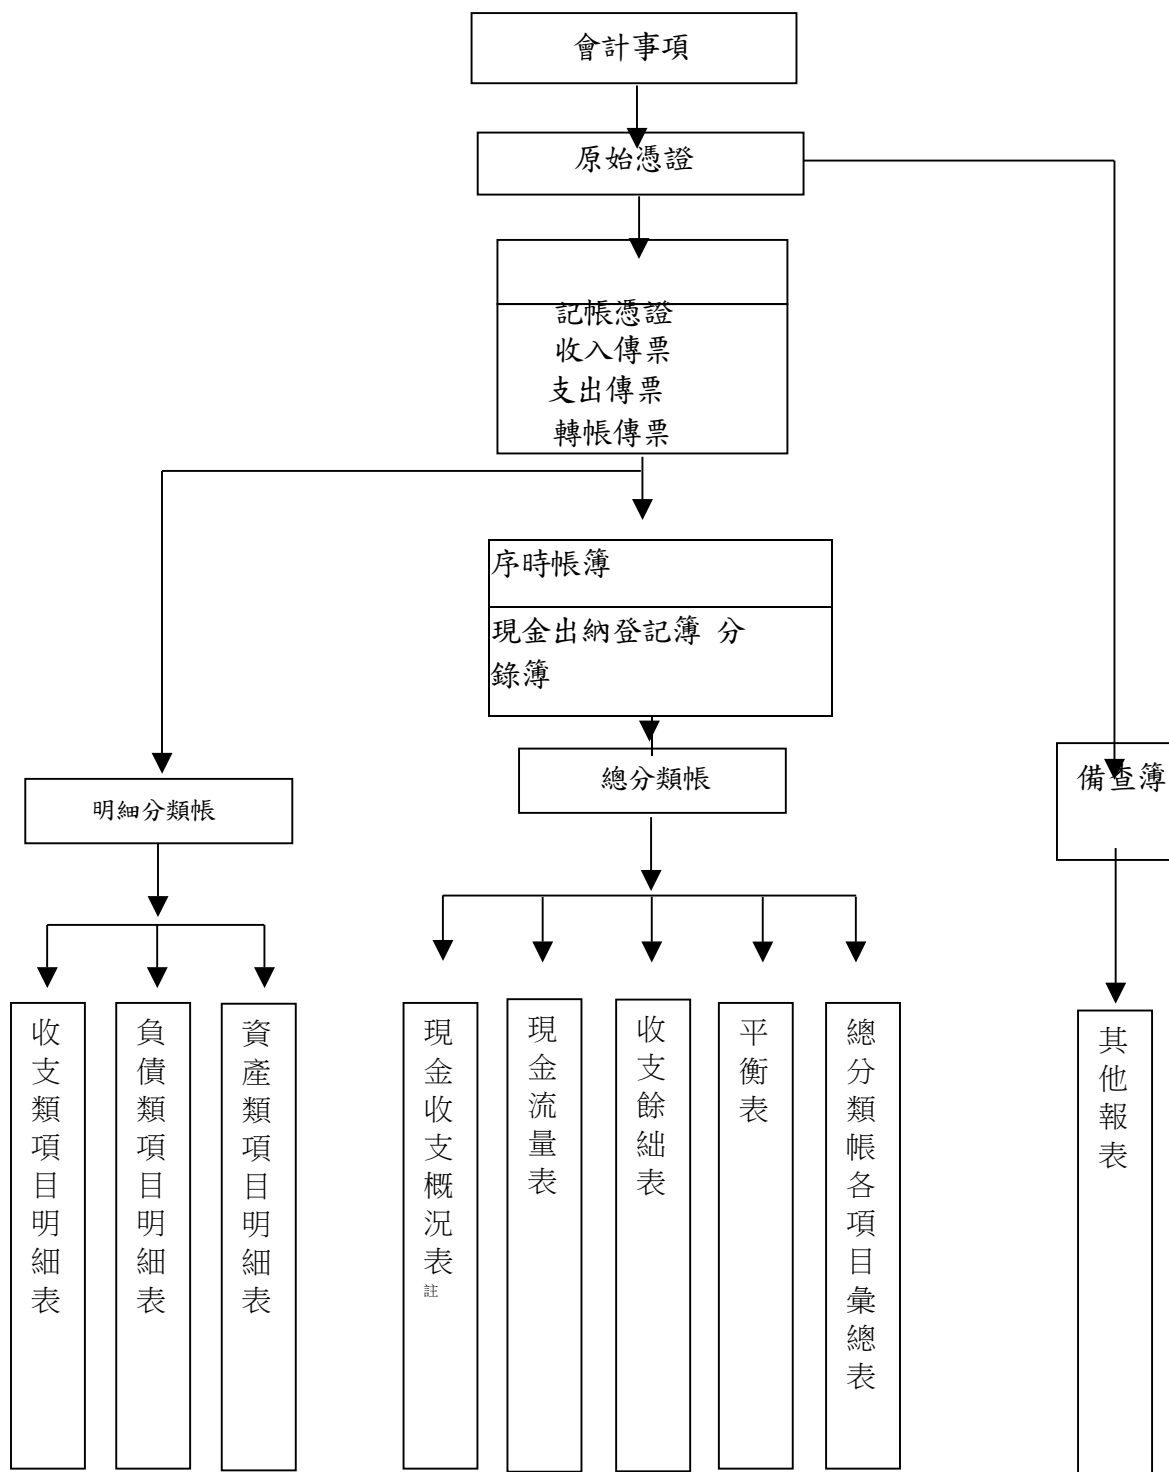 會計事項
原始憑證
記帳憑證
收入傳票
支出傳票
轉帳傳票
序時帳簿
現金出納登記簿 分
錄簿
總分類帳
明細分類帳
備查簿
收支類項目明細表
負債類項目明細表
資產類項目明細表
現金收支概況表註
現金流量表
收支餘絀表
平衡表
總分類帳各項目彙總表
其他報表